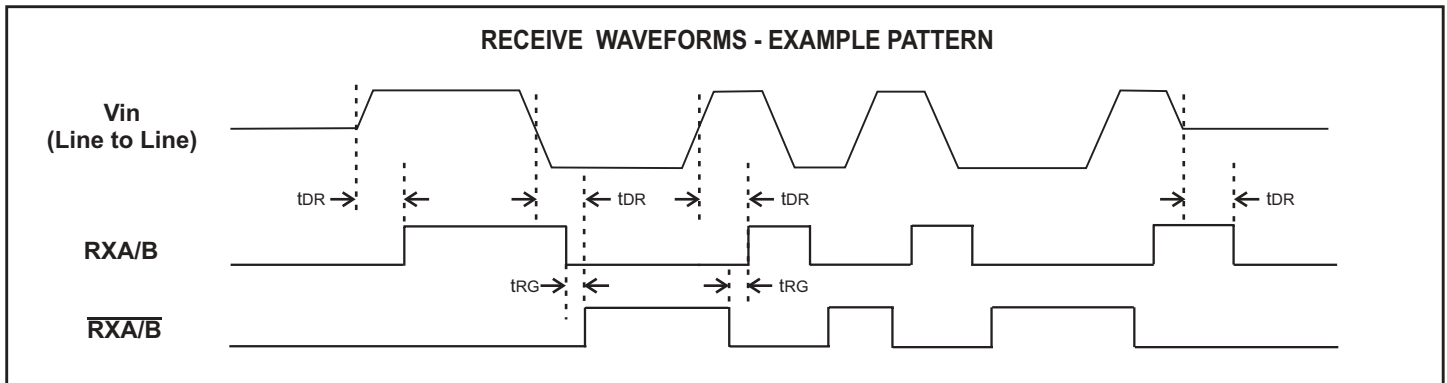 RECEIVE WAVEFORMS - EXAMPLE PATTERN
Vin
(Line to Line)
tDR
tDR
tDR
tDR
RXA/B
tRG
tRG
RXA/B